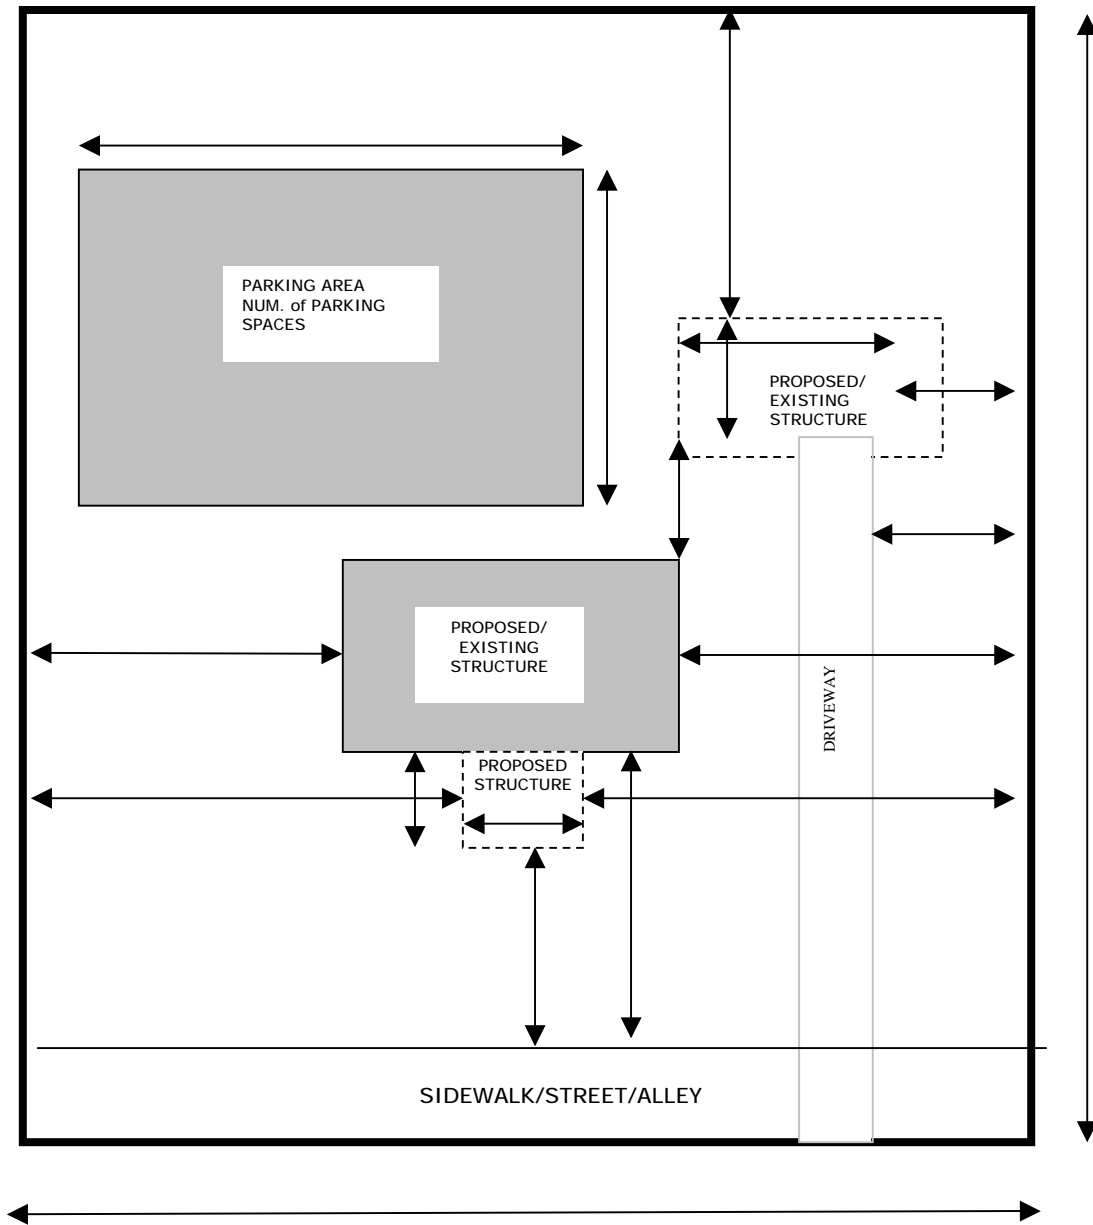 PARKING AREA
NUM. of PARKING
SPACES
PROPOSED/
EXISTING
STRUCTURE
PROPOSED/
EXISTING
STRUCTURE
DRIVEWAY
PROPOSED
STRUCTURE
SIDEWALK/STREET/ALLEY